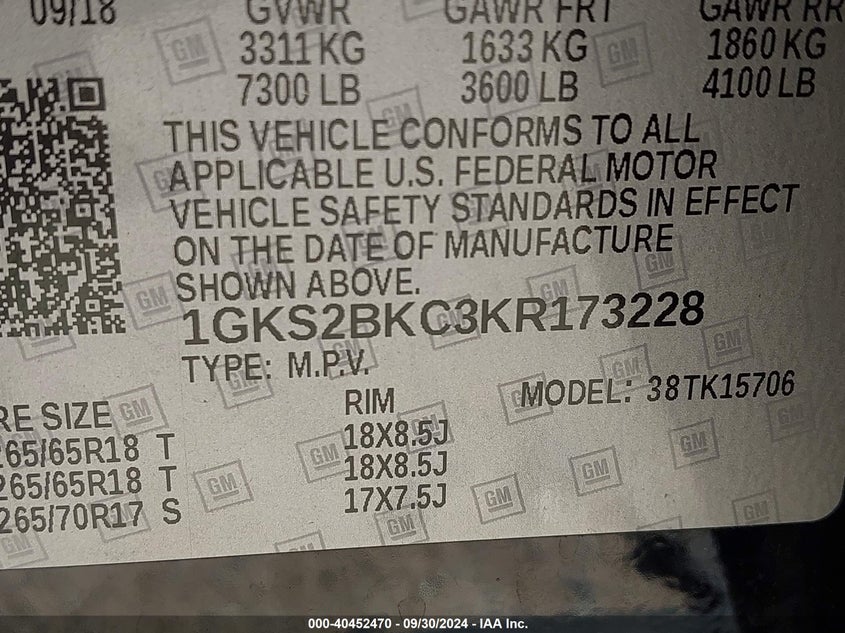 09/18 GVWR GAWR FRT GAWR RR
3311 KG 1633 KG 1860 KG
7300 LB 3600 LB 4100 LB
THIS VEHICLE CONFORMS TO ALL
APPLICABLE U.S. FEDERAL MOTOR
VEHICLE SAFETY STANDARDS IN EFFECT
ON THE DATE OF MANUFACTURE
SHOWN ABOVE.
1GKS2BKC3KR173228
TYPE: M.P.V.
MODEL: 38TK15706
RE SIZE RIM
265/65R18 T 18X8.5J
265/65R18 T 18X8.5J
265/70R17 S 17X7.5J
000-40452470 - 09/30/2024 - IAA Inc.